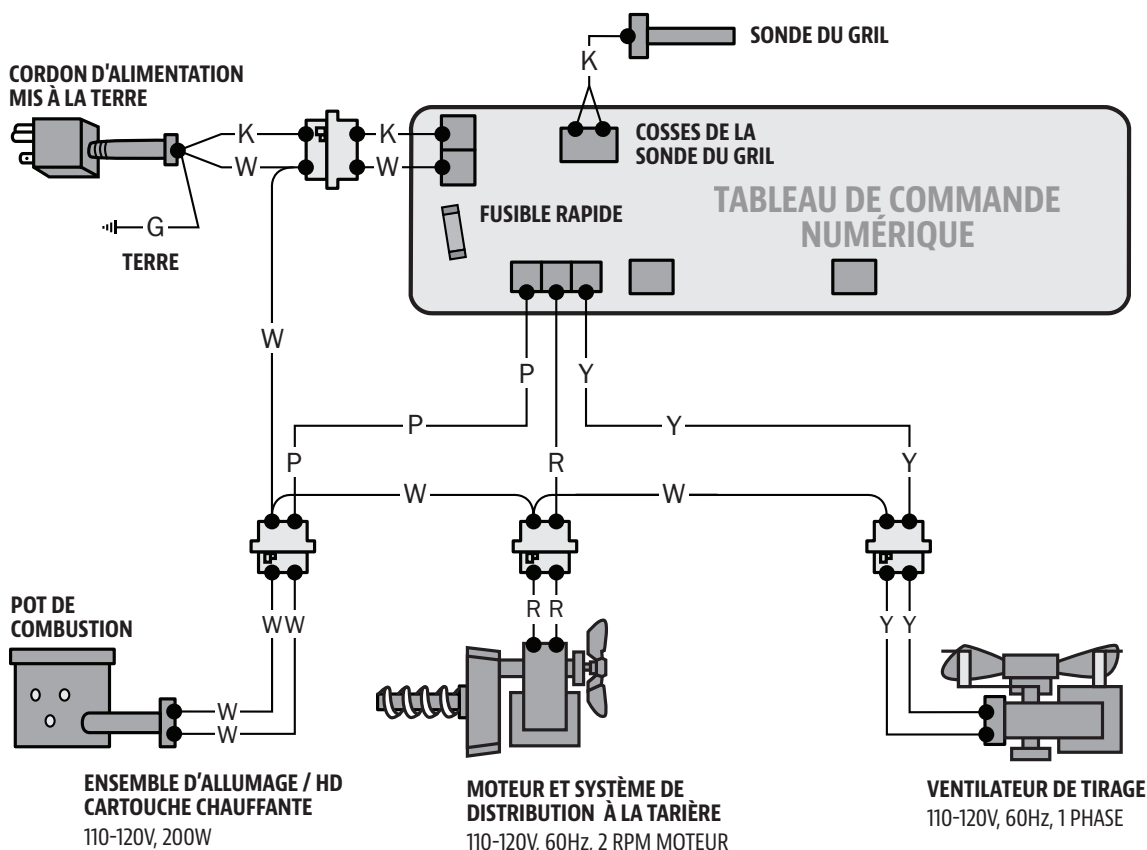 SONDE DU GRIL
CORDON D'ALIMENTATION
MIS À LA TERRE
K
K
K
COSSES DE LA
SONDE DU GRIL
W
W
TABLEAU DE COMMANDE
NUMÉRIQUE
FUSIBLE RAPIDE
G
TERRE
W
P
Y
P
Y
P
R
Y
W
W
POT DE
COMBUSTION
W W
R R
Y Y
W
W
ENSEMBLE D'ALLUMAGE / HD
CARTOUCHE CHAUFFANTE
110-120V, 200W
MOTEUR ET SYSTÈME DE
DISTRIBUTION À LA TARIÈRE
110-120V, 60Hz, 2 RPM MOTEUR
VENTILATEUR DE TIRAGE
110-120V, 60Hz, 1 PHASE